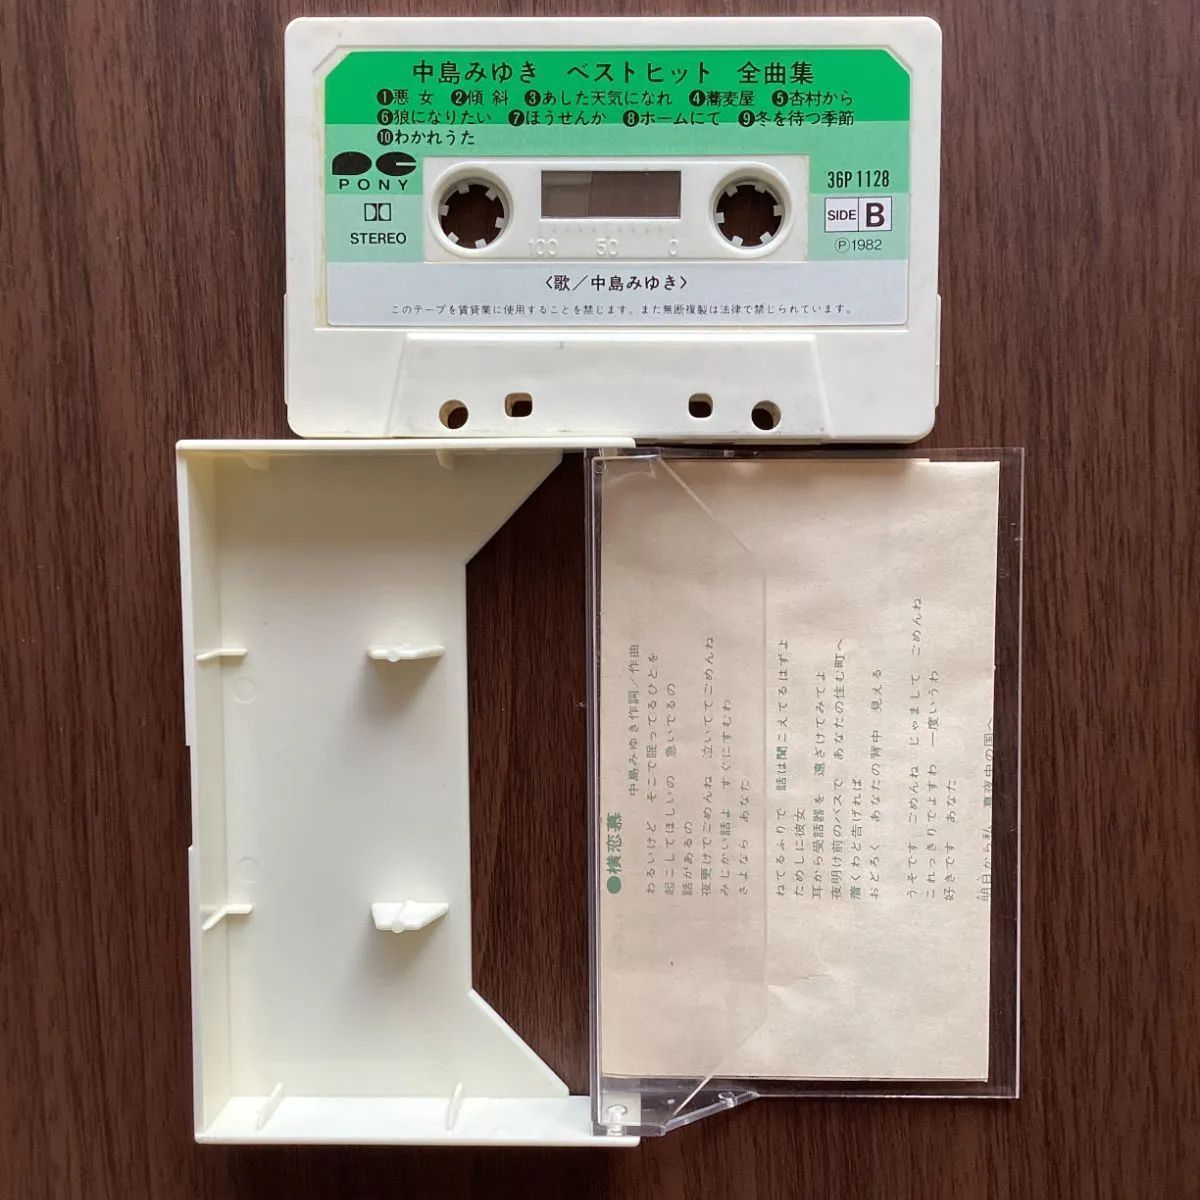 中島みゆき ベストヒット 全曲集
❶悪女 ❷傾斜 ❸あした天気になれ ❹蕎麦屋 ❺杏村から
❻狼になりたい ❼ほうせんか ❽ホームにて ❾冬を待つ季節
❿わかれうた
PONY
STEREO
36P1128
SIDE B
Ⓟ1982
100 50 0
〈歌／中島みゆき〉
このテープを賃貸業に使用することを禁じます。また無断複製は法律で禁じられています。
●横恋慕
中島みゆき作詞／作曲
わるいけど そこで眠ってるひとを
起こしてほしいの 急いでるの
話があるの
夜更けでごめんね 泣いててごめんね
みじかい話よ すぐにすむわ
さよなら あなた
ねてるふりで 話は聞こえてるはずよ
ためしに彼女
耳から受話器を 遠ざけてみてよ
夜明け前のバスで あなたの住む町へ
着くわと告げれば
おどろく あなたの背中 見える
うそです ごめんね じゃまして ごめんね
これっきりでよすわ 一度いうわ
好きです あなた
明日から私 真夜中の国へ